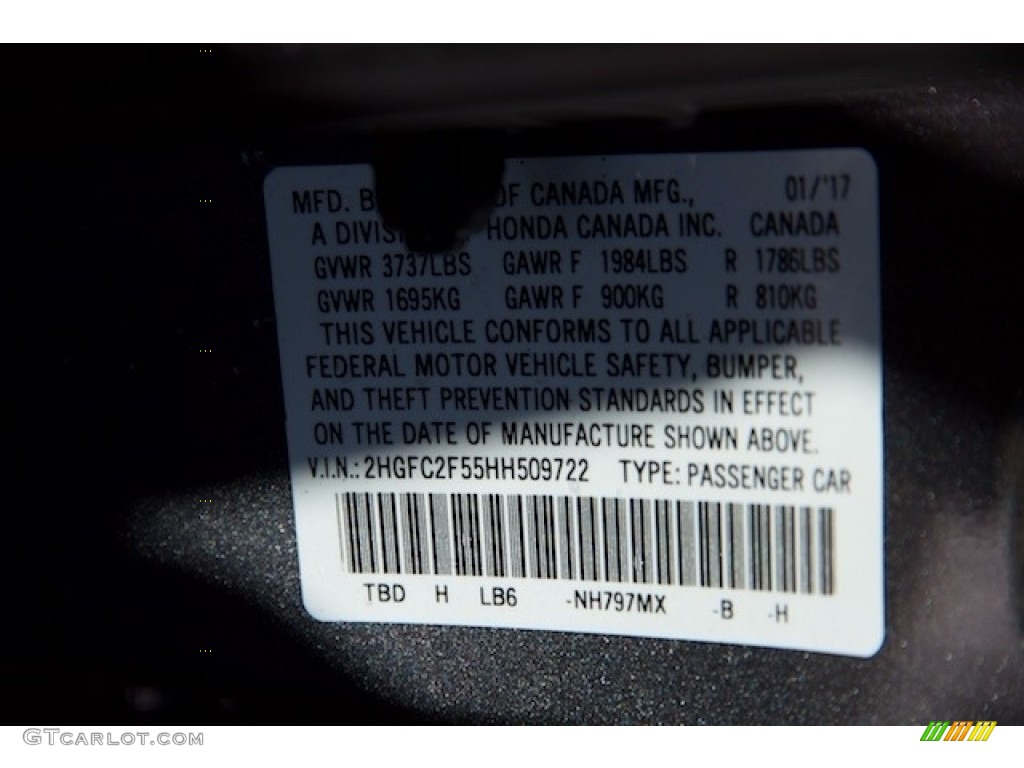 MFD. B OF CANADA MFG., 01/'17
A DIVIS HONDA CANADA INC. CANADA
GVWR 3737LBS GAWR F 1984LBS R 1786LBS
GVWR 1695KG GAWR F 900KG R 810KG
THIS VEHICLE CONFORMS TO ALL APPLICABLE
FEDERAL MOTOR VEHICLE SAFETY, BUMPER,
AND THEFT PREVENTION STANDARDS IN EFFECT
ON THE DATE OF MANUFACTURE SHOWN ABOVE.
V.I.N.: 2HGFC2F55HH509722 TYPE: PASSENGER CAR
TBD H LB6 -NH797MX -B -H
GTCarlot.com